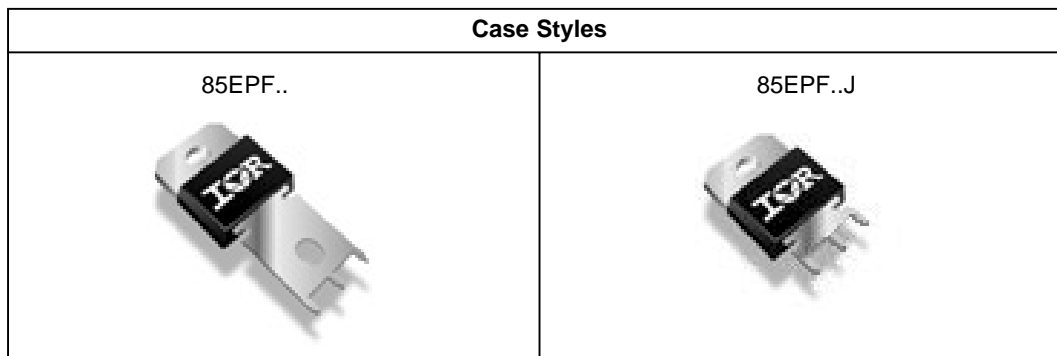 Case Styles
85EPF..
85EPF..J
IOR
IOR